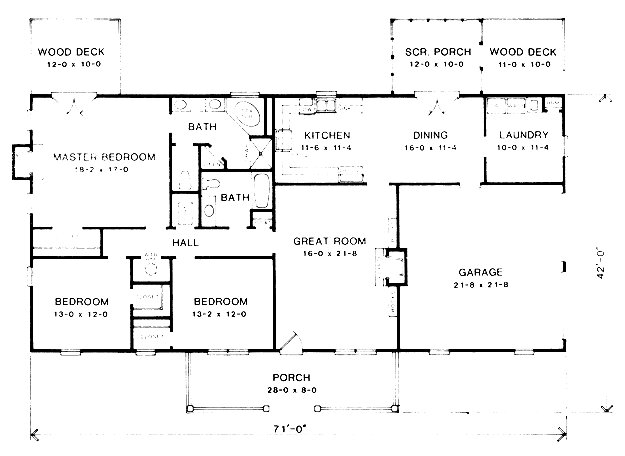 WOOD DECK
12-0 x 10-0
SCR. PORCH
12-0 x 10-0
WOOD DECK
11-0 x 10-0
BATH
KITCHEN
11-6 x 11-4
DINING
16-0 x 11-4
LAUNDRY
10-0 x 11-4
MASTER BEDROOM
18-2 x 17-0
BATH
HALL
GREAT ROOM
16-0 x 21-8
GARAGE
21-8 x 21-8
42'-0"
BEDROOM
13-0 x 12-0
BEDROOM
13-2 x 12-0
PORCH
28-0 x 8-0
71'-0"